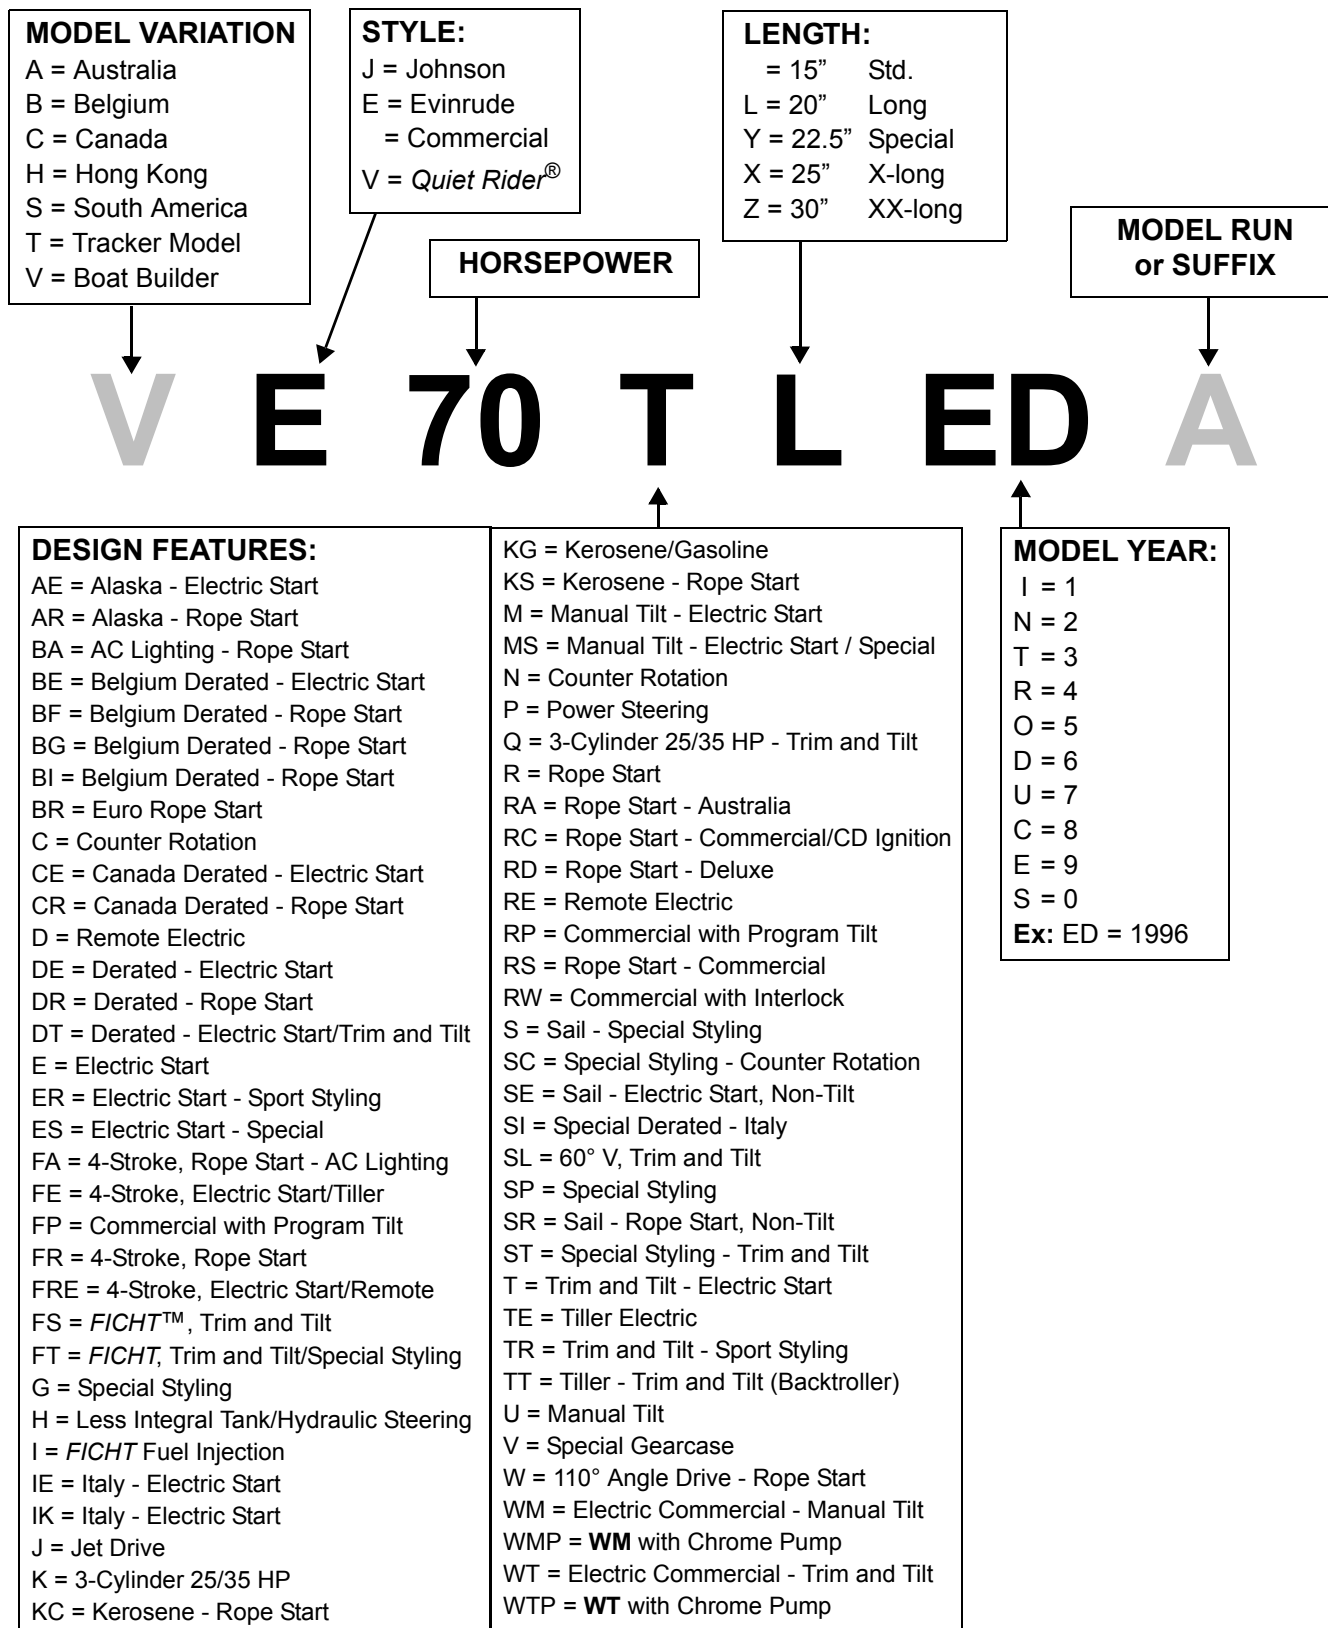 MODEL VARIATION
A = Australia
B = Belgium
C = Canada
H = Hong Kong
S = South America
T = Tracker Model
V = Boat Builder
STYLE:
J = Johnson
E = Evinrude
= Commercial
V = Quiet Rider®
HORSEPOWER
LENGTH:
= 15” Std.
L = 20” Long
Y = 22.5” Special
X = 25” X-long
Z = 30” XX-long
MODEL RUN
or SUFFIX
V E 70 T L ED A
DESIGN FEATURES:
AE = Alaska - Electric Start
AR = Alaska - Rope Start
BA = AC Lighting - Rope Start
BE = Belgium Derated - Electric Start
BF = Belgium Derated - Rope Start
BG = Belgium Derated - Rope Start
BI = Belgium Derated - Rope Start
BR = Euro Rope Start
C = Counter Rotation
CE = Canada Derated - Electric Start
CR = Canada Derated - Rope Start
D = Remote Electric
DE = Derated - Electric Start
DR = Derated - Rope Start
DT = Derated - Electric Start/Trim and Tilt
E = Electric Start
ER = Electric Start - Sport Styling
ES = Electric Start - Special
FA = 4-Stroke, Rope Start - AC Lighting
FE = 4-Stroke, Electric Start/Tiller
FP = Commercial with Program Tilt
FR = 4-Stroke, Rope Start
FRE = 4-Stroke, Electric Start/Remote
FS = FICHT™, Trim and Tilt
FT = FICHT, Trim and Tilt/Special Styling
G = Special Styling
H = Less Integral Tank/Hydraulic Steering
I = FICHT Fuel Injection
IE = Italy - Electric Start
IK = Italy - Electric Start
J = Jet Drive
K = 3-Cylinder 25/35 HP
KC = Kerosene - Rope Start
KG = Kerosene/Gasoline
KS = Kerosene - Rope Start
M = Manual Tilt - Electric Start
MS = Manual Tilt - Electric Start / Special
N = Counter Rotation
P = Power Steering
Q = 3-Cylinder 25/35 HP - Trim and Tilt
R = Rope Start
RA = Rope Start - Australia
RC = Rope Start - Commercial/CD Ignition
RD = Rope Start - Deluxe
RE = Remote Electric
RP = Commercial with Program Tilt
RS = Rope Start - Commercial
RW = Commercial with Interlock
S = Sail - Special Styling
SC = Special Styling - Counter Rotation
SE = Sail - Electric Start, Non-Tilt
SI = Special Derated - Italy
SL = 60° V, Trim and Tilt
SP = Special Styling
SR = Sail - Rope Start, Non-Tilt
ST = Special Styling - Trim and Tilt
T = Trim and Tilt - Electric Start
TE = Tiller Electric
TR = Trim and Tilt - Sport Styling
TT = Tiller - Trim and Tilt (Backtroller)
U = Manual Tilt
V = Special Gearcase
W = 110° Angle Drive - Rope Start
WM = Electric Commercial - Manual Tilt
WMP = WM with Chrome Pump
WT = Electric Commercial - Trim and Tilt
WTP = WT with Chrome Pump
MODEL YEAR:
I = 1
N = 2
T = 3
R = 4
O = 5
D = 6
U = 7
C = 8
E = 9
S = 0
Ex: ED = 1996